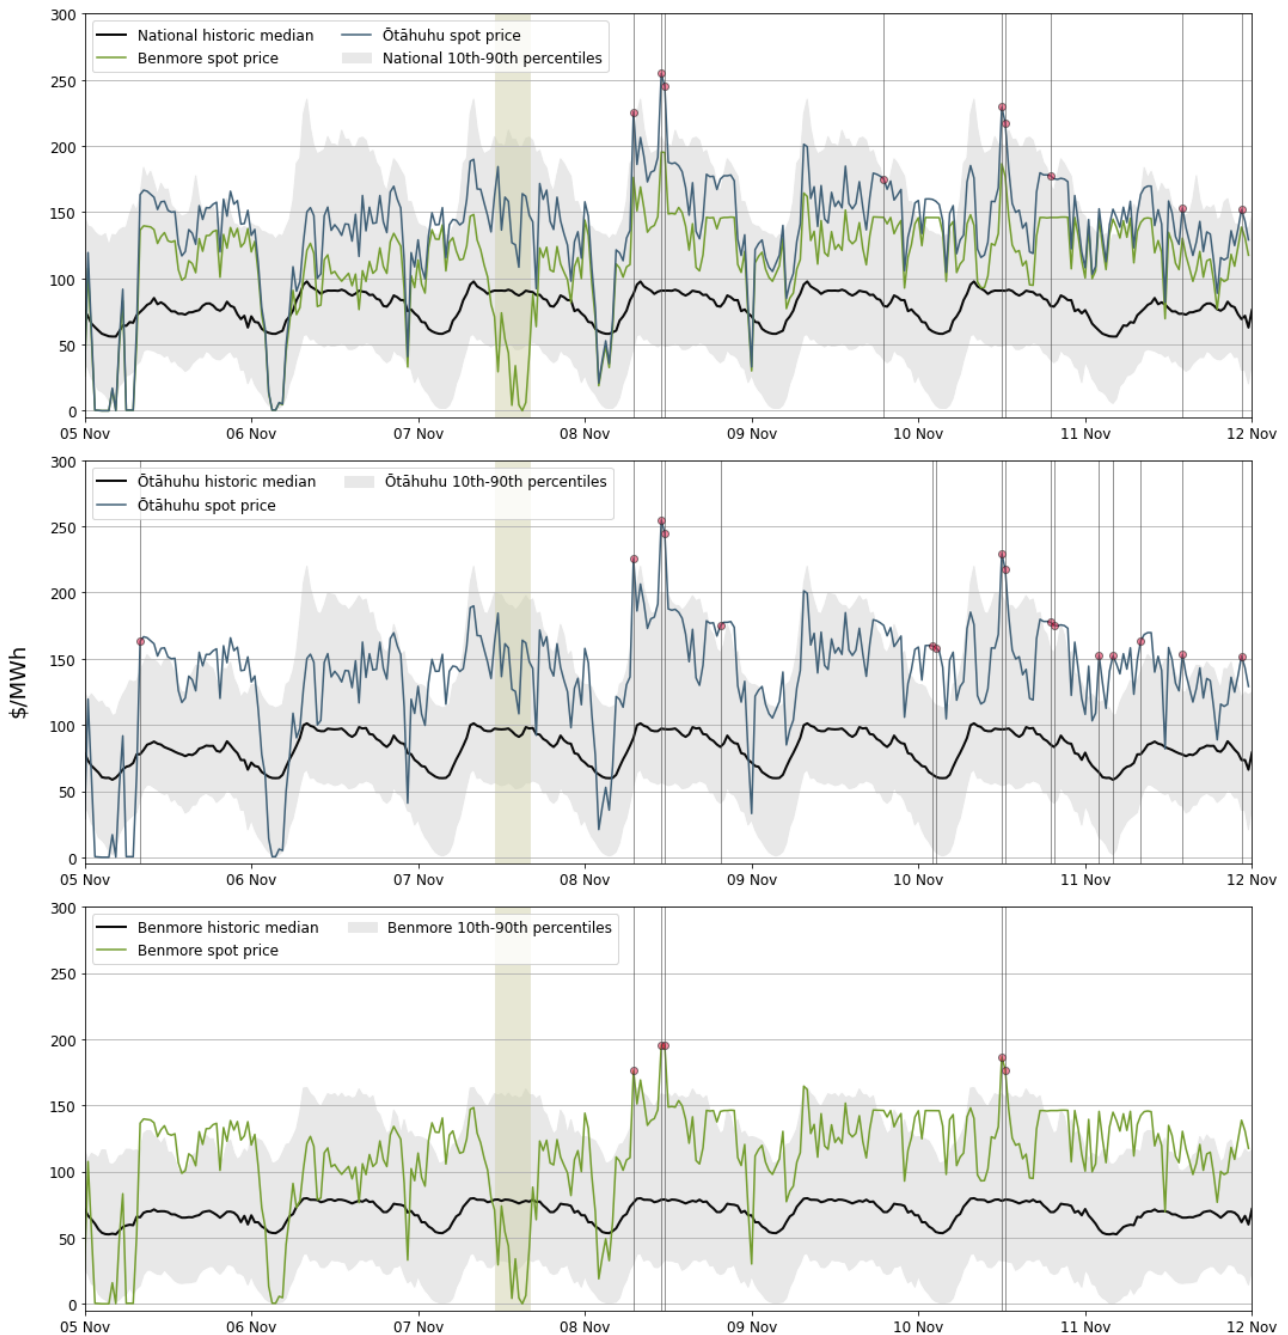 300
250
200
150
100
50
0
National historic median
Benmore spot price
Ōtāhuhu spot price
National 10th-90th percentiles
05 Nov 06 Nov 07 Nov 08 Nov 09 Nov 10 Nov 11 Nov 12 Nov
$/MWh
300
250
200
150
100
50
0
Ōtāhuhu historic median
Ōtāhuhu spot price
Ōtāhuhu 10th-90th percentiles
05 Nov 06 Nov 07 Nov 08 Nov 09 Nov 10 Nov 11 Nov 12 Nov
300
250
200
150
100
50
0
Benmore historic median
Benmore spot price
Benmore 10th-90th percentiles
05 Nov 06 Nov 07 Nov 08 Nov 09 Nov 10 Nov 11 Nov 12 Nov